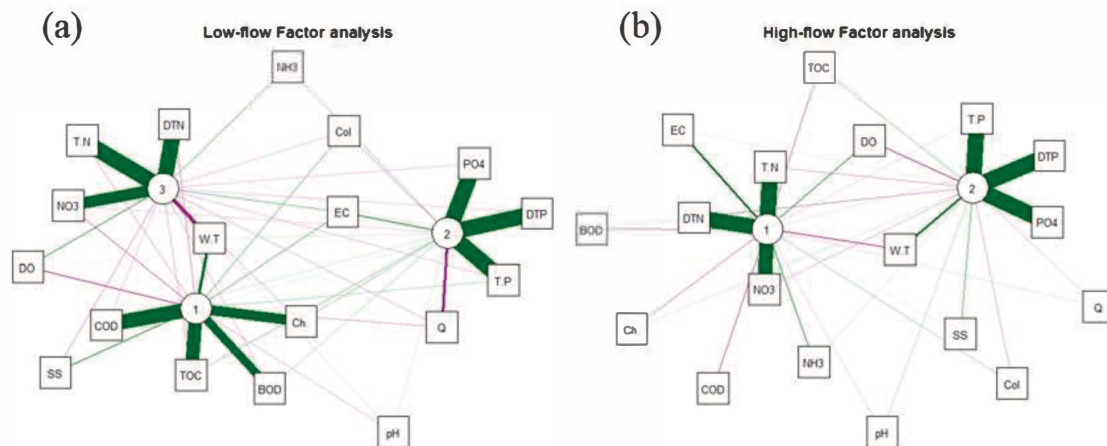 (a)
Low-flow Factor analysis
NH3
DTN
Col
T.N
PO4
3
NO3
EC
DTP
2
W.T
DO
T.P
1
COD
Ch.
Q
SS
TOC
BOD
pH
(b)
High-flow Factor analysis
TOC
T.P
EC
DO
T.N
DTP
2
DTN
PO4
BOD
1
W.T
NO3
Q
Ch.
SS
NH3
COD
Col
pH